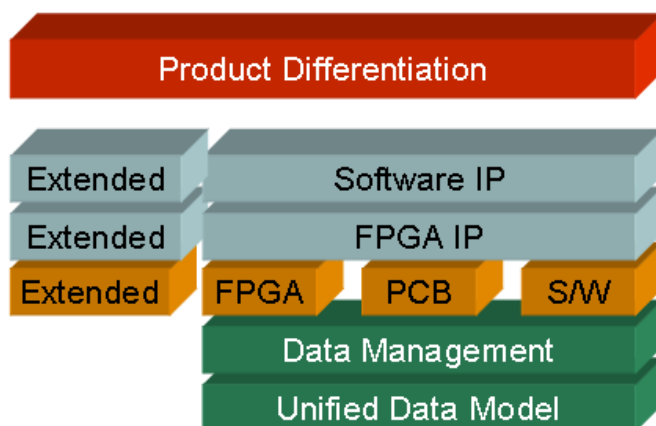 Product Differentiation
Extended Software IP
Extended FPGA IP
Extended FPGA PCB S/W
Data Management
Unified Data Model